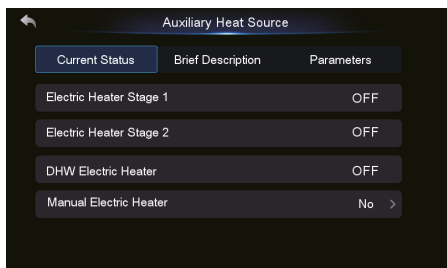 Auxiliary Heat Source
Current Status Brief Description Parameters
Electric Heater Stage 1 OFF
Electric Heater Stage 2 OFF
DHW Electric Heater OFF
Manual Electric Heater No >